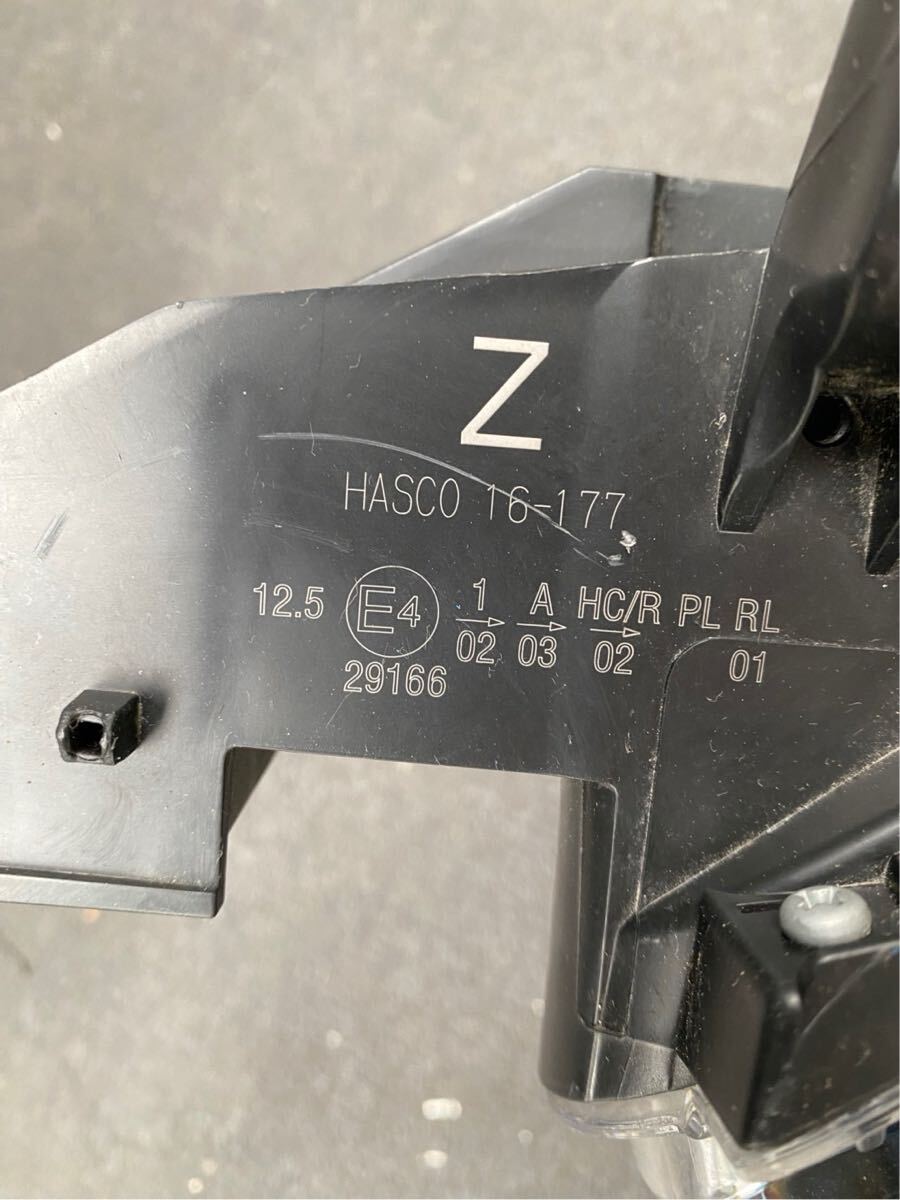 Z
HASCO 16-177
12.5 E4 1 A HC/R PL RL
02 03 02 01
29166